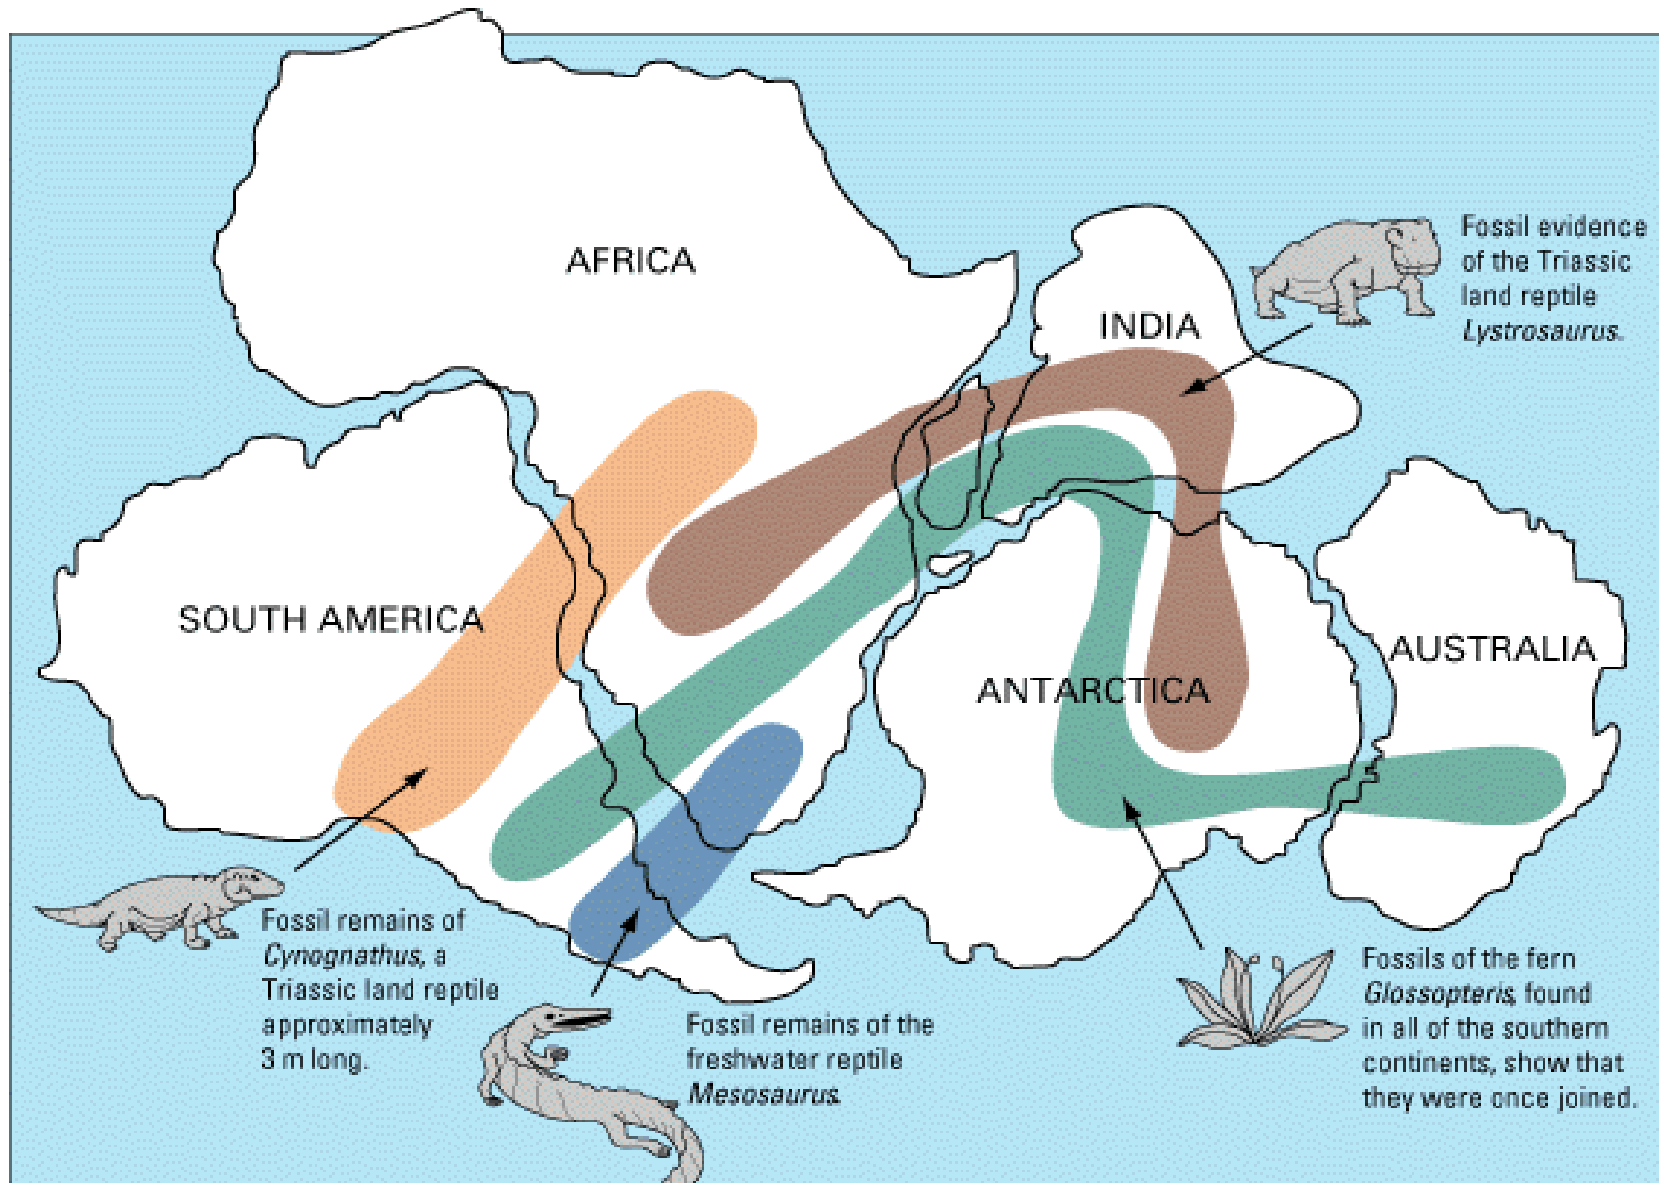 AFRICA
INDIA
Fossil evidence
of the Triassic
land reptile
Lystrosaurus.
SOUTH AMERICA
ANTARCTICA
AUSTRALIA
Fossil remains of
Cynognathus, a
Triassic land reptile
approximately
3 m long.
Fossil remains of the
freshwater reptile
Mesosaurus.
Fossils of the fern
Glossopteris, found
in all of the southern
continents, show that
they were once joined.